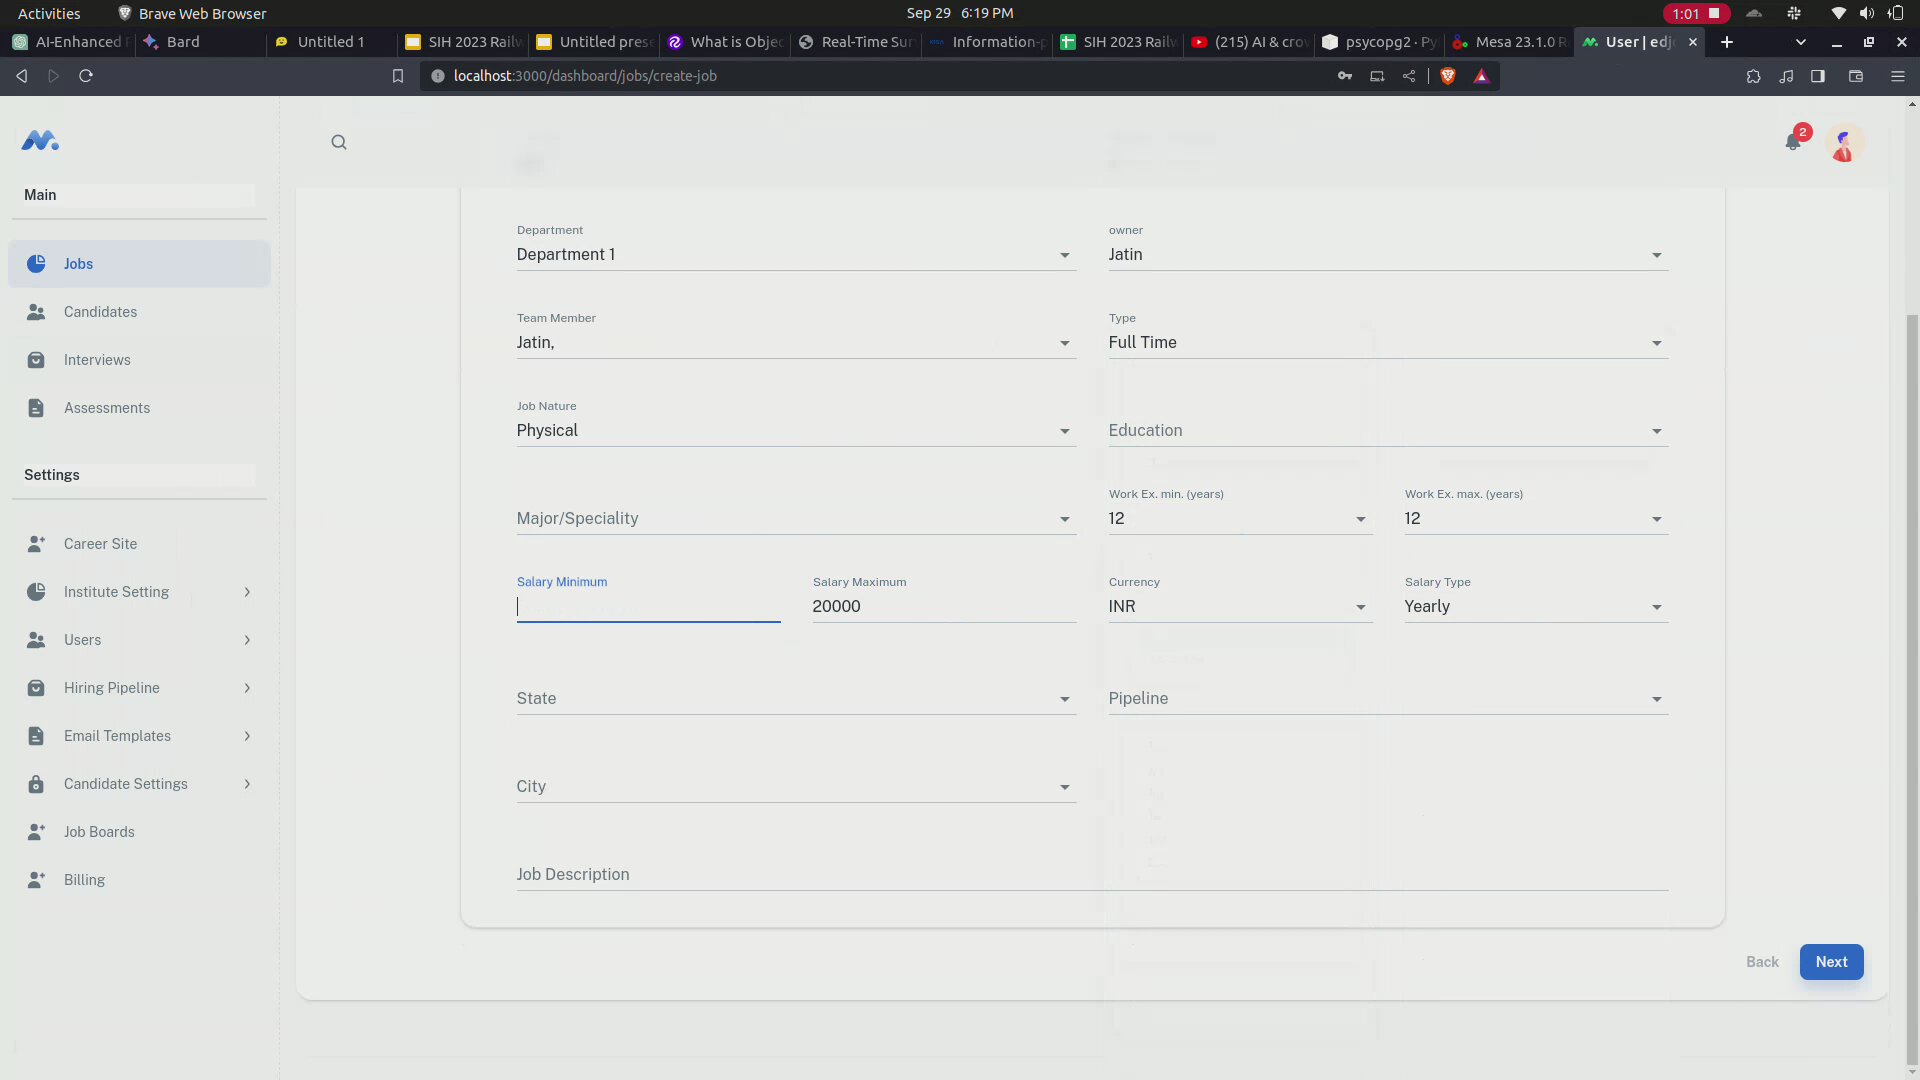 Activities
Brave Web Browser
Sep 29 6:19 PM
1:01
AI-Enhanced
Bard
Untitled 1
SIH 2023 Railw
Untitled prese
What is Objec
Real-Time Sur
Information-p
SIH 2023 Railw
(215) AI & crow
psycopg2 · Py
Mesa 23.1.0 R
User | edjo
localhost:3000/dashboard/jobs/create-job
2
Main
Jobs
Candidates
Interviews
Assessments
Settings
Career Site
Institute Setting
Users
Hiring Pipeline
Email Templates
Candidate Settings
Job Boards
Billing
Department
Department 1
owner
Jatin
Team Member
Jatin,
Type
Full Time
Job Nature
Physical
Education
Major/Speciality
Work Ex. min. (years)
12
Work Ex. max. (years)
12
Salary Minimum
Salary Maximum
20000
Currency
INR
Salary Type
Yearly
State
Pipeline
City
Job Description
Back
Next